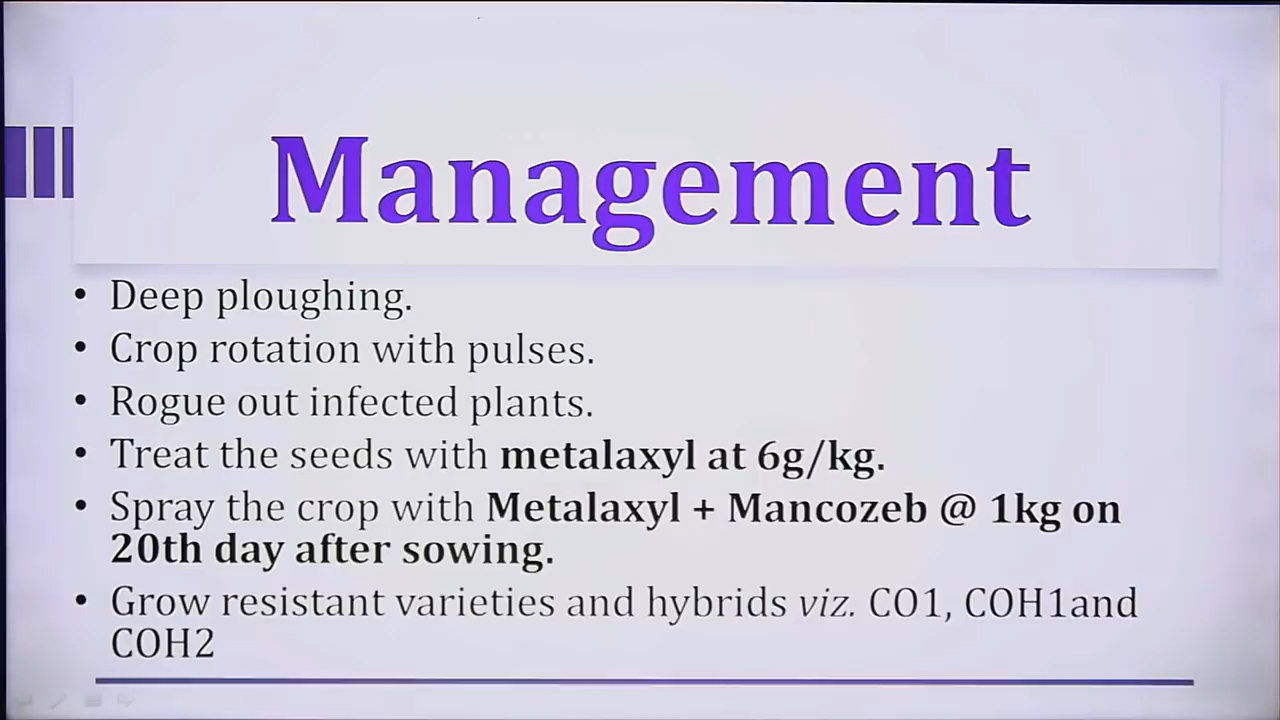 Management
• Deep ploughing.
• Crop rotation with pulses.
• Rogue out infected plants.
• Treat the seeds with metalaxyl at 6g/kg.
• Spray the crop with Metalaxyl + Mancozeb @ 1kg on
20th day after sowing.
• Grow resistant varieties and hybrids viz. CO1, COH1and
COH2